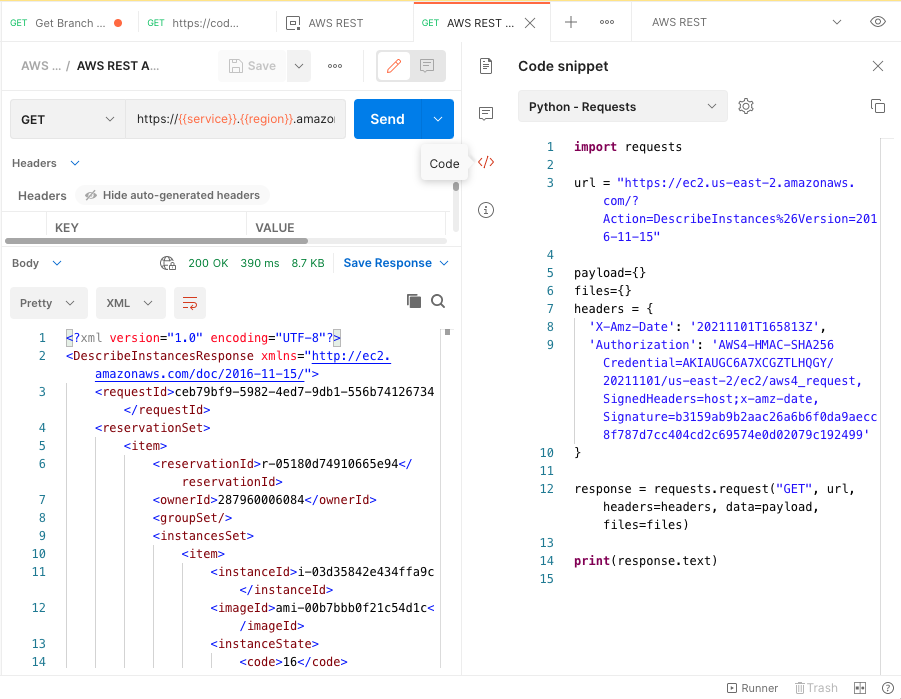 GET Get Branch ... GET https://cod... AWS REST GET AWS REST ... AWS REST
AWS ... / AWS REST A... Save
GET https://{{service}}.{{region}}.amazon Send
Headers
Code
Headers Hide auto-generated headers
KEY VALUE
Body 200 OK 390 ms 8.7 KB Save Response
Pretty XML
1 <?xml version="1.0" encoding="UTF-8"?>
2 <DescribeInstancesResponse xmlns="http://ec2.
amazonaws.com/doc/2016-11-15/">
3 <requestId>ceb79bf9-5982-4ed7-9db1-556b74126734
</requestId>
4 <reservationSet>
5 <item>
6 <reservationId>r-05180d74910665e94</
reservationId>
7 <ownerId>287960006084</ownerId>
8 <groupSet/>
9 <instancesSet>
10 <item>
11 <instanceId>i-03d35842e434ffa9c
</instanceId>
12 <imageId>ami-00b7bbb0f21c54d1c<
/imageId>
13 <instanceState>
14 <code>16</code>
Code snippet
Python - Requests
1 import requests
2
3 url = "https://ec2.us-east-2.amazonaws.
com/?
Action=DescribeInstances%26Version=201
6-11-15"
4
5 payload={}
6 files={}
7 headers = {
8 'X-Amz-Date': '20211101T165813Z',
9 'Authorization': 'AWS4-HMAC-SHA256
Credential=AKIAUGC6A7XCGZTLHQGY/
20211101/us-east-2/ec2/aws4_request,
SignedHeaders=host;x-amz-date,
Signature=b3159ab9b2aac26a6b6f0da9aecc
8f787d7cc404cd2c69574e0d02079c192499'
10 }
11
12 response = requests.request("GET", url,
headers=headers, data=payload,
files=files)
13
14 print(response.text)
15
Runner Trash